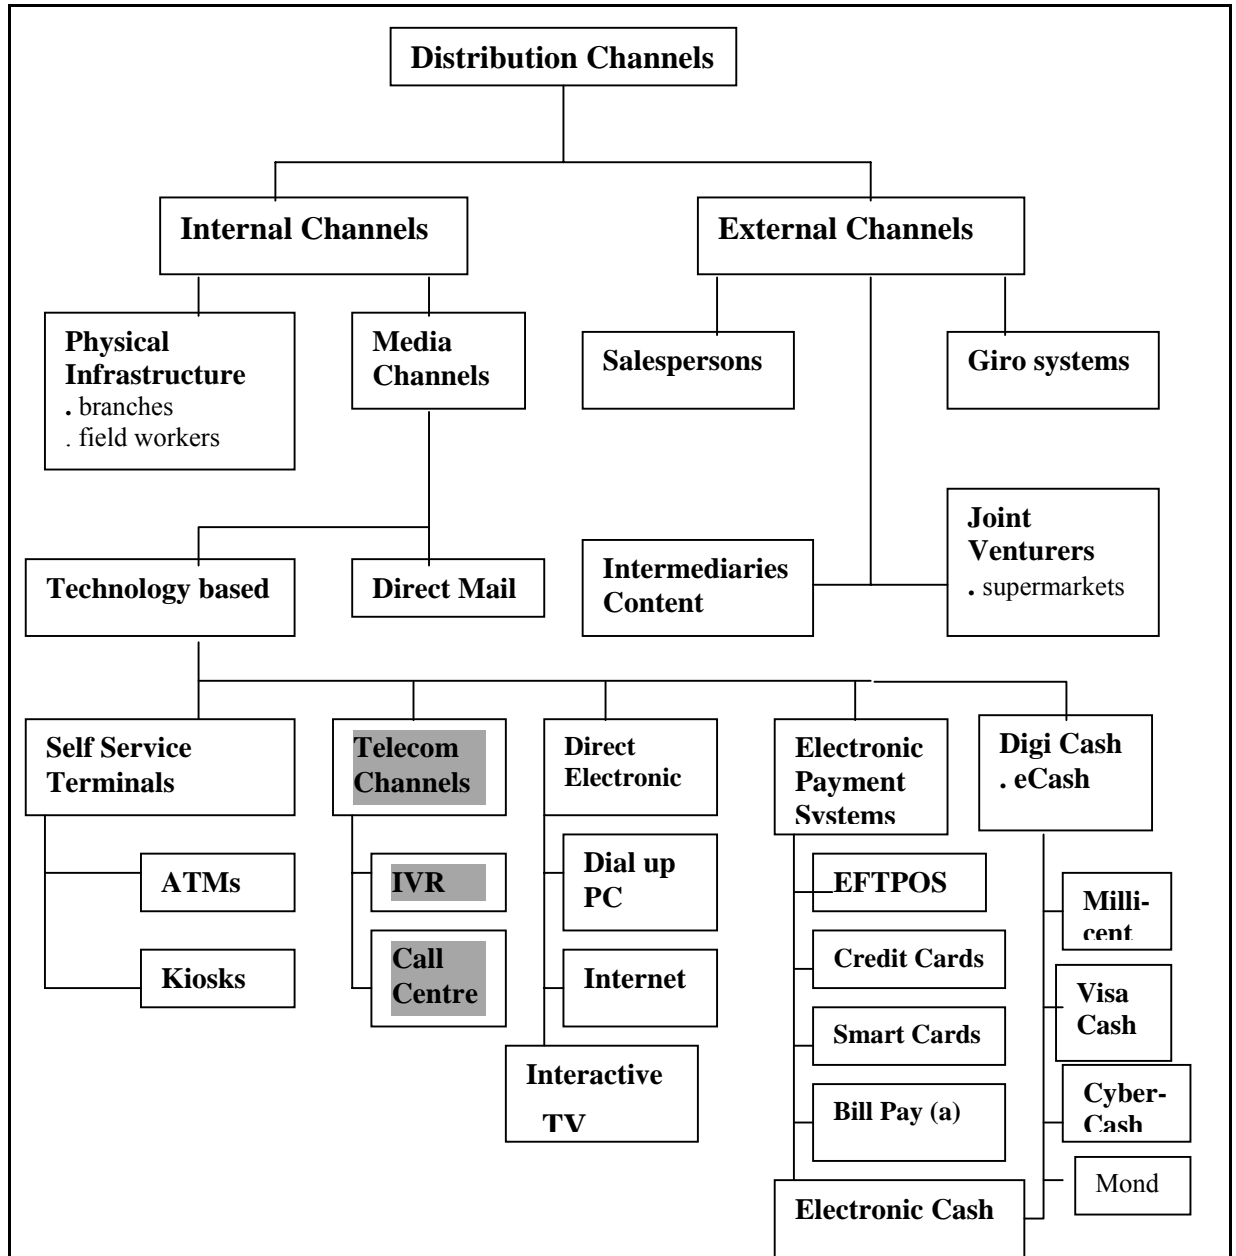 Distribution Channels
Internal Channels
External Channels
Physical
Infrastructure
. branches
. field workers
Media
Channels
Salespersons
Giro systems
Technology based
Direct Mail
Intermediaries
Content
Joint
Venturers
. supermarkets
Self Service
Terminals
Telecom
Channels
Direct
Electronic
Electronic
Payment
Systems
Digi Cash
. eCash
ATMs
Kiosks
IVR
Call
Centre
Dial up
PC
Internet
Interactive
TV
EFTPOS
Credit Cards
Smart Cards
Bill Pay (a)
Electronic Cash
Milli-
cent
Visa
Cash
Cyber-
Cash
Mond